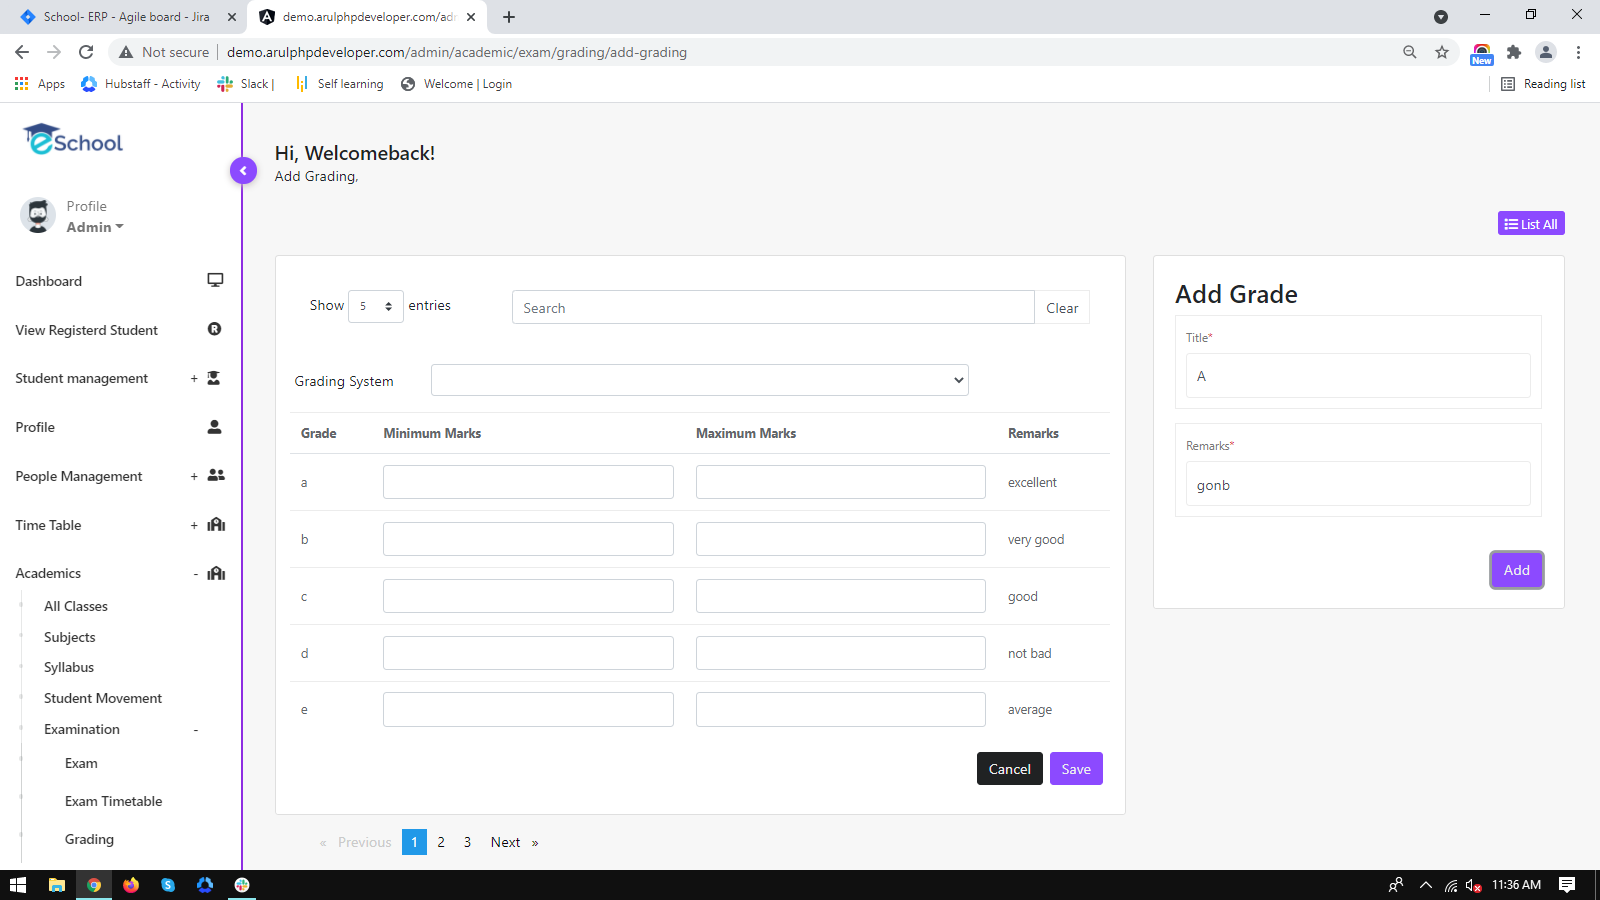 School- ERP - Agile board - Jira
demo.arulphpdeveloper.com/adm
Not secure
demo.arulphpdeveloper.com/admin/academic/exam/grading/add-grading
New
Apps
Hubstaff - Activity
Slack |
Self learning
Welcome | Login
Reading list
eSchool
Hi, Welcomeback!
Add Grading,
Profile
Admin
List All
Dashboard
View Registerd Student
R
Student management +
Profile
People Management +
Time Table +
Academics -
All Classes
Subjects
Syllabus
Student Movement
Examination -
Exam
Exam Timetable
Grading
Show 5 entries
Search
Clear
Grading System
Grade Minimum Marks Maximum Marks Remarks
a excellent
b very good
c good
d not bad
e average
Cancel Save
« Previous 1 2 3 Next »
Add Grade
Title*
A
Remarks*
gonb
Add
11:36 AM